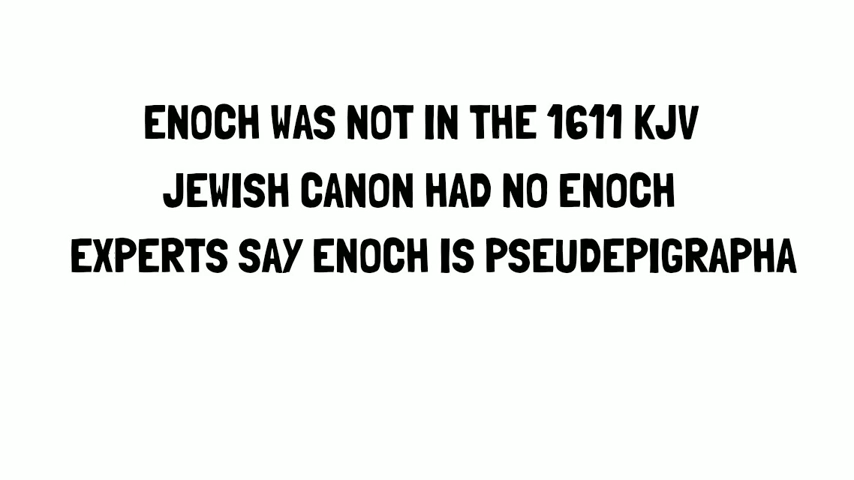 ENOCH WAS NOT IN THE 1611 KJV
JEWISH CANON HAD NO ENOCH
EXPERTS SAY ENOCH IS PSEUDEPIGRAPHA